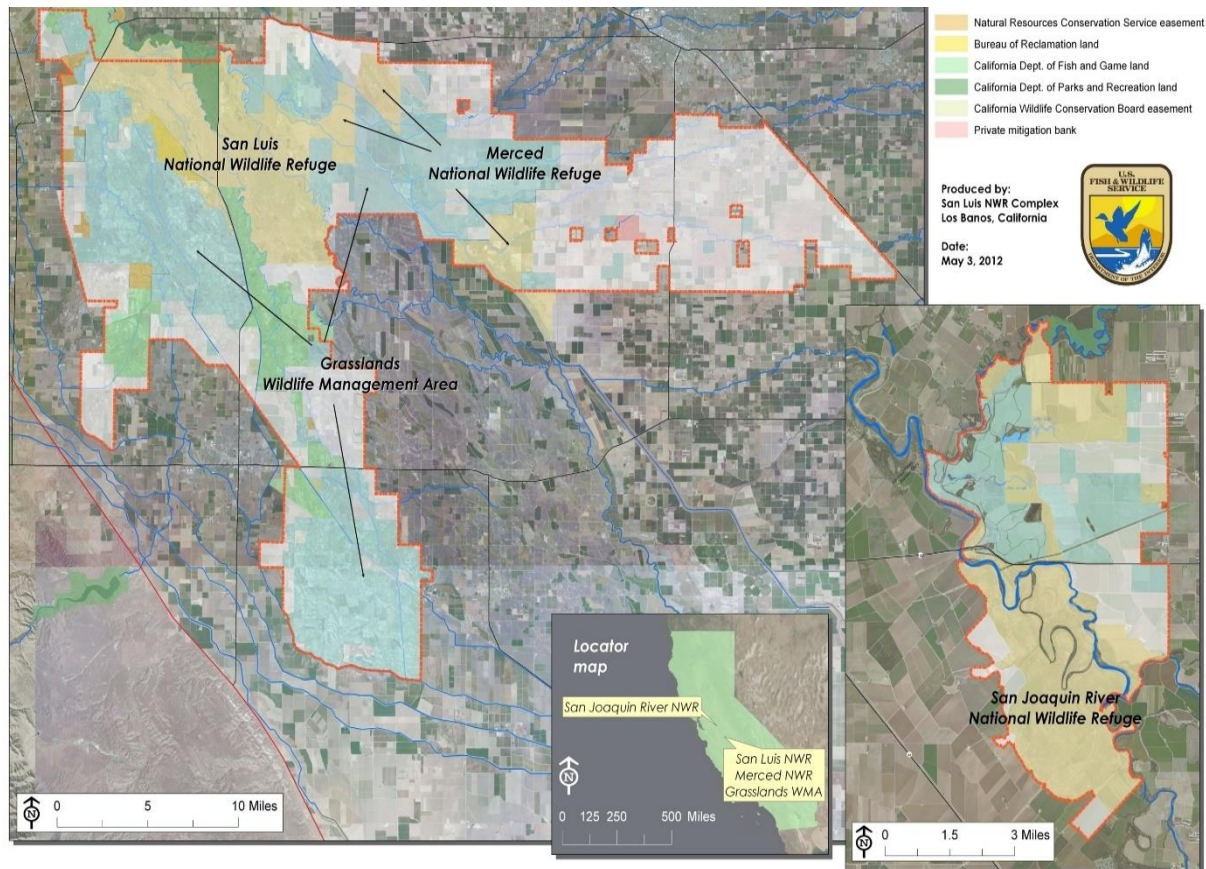 Natural Resources Conservation Service easement
Bureau of Reclamation land
California Dept. of Fish and Game land
California Dept. of Parks and Recreation land
California Wildlife Conservation Board easement
Private mitigation bank
Produced by:
San Luis NWR Complex
Los Banos, California
Date:
May 3, 2012
U.S.
FISH & WILDLIFE
SERVICE
DEPARTMENT OF THE INTERIOR
San Luis
National Wildlife Refuge
Merced
National Wildlife Refuge
Grasslands
Wildlife Management Area
San Joaquin River
National Wildlife Refuge
Locator
map
San Joaquin River NWR
San Luis NWR
Merced NWR
Grasslands WMA
N
0 125 250 500 Miles
N
0 5 10 Miles
N
0 1.5 3 Miles